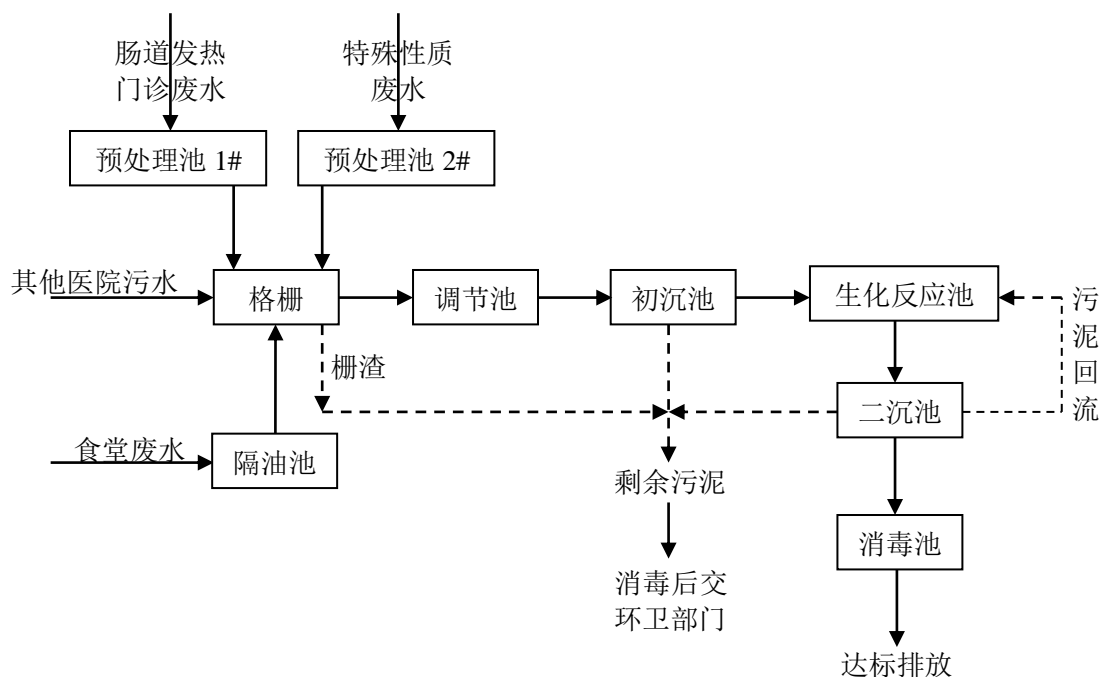 肠道发热
门诊废水
特殊性质
废水
预处理池 1#
预处理池 2#
其他医院污水
格栅
调节池
初沉池
生化反应池
污
泥
回
流
栅渣
二沉池
食堂废水
隔油池
剩余污泥
消毒池
消毒后交
环卫部门
达标排放